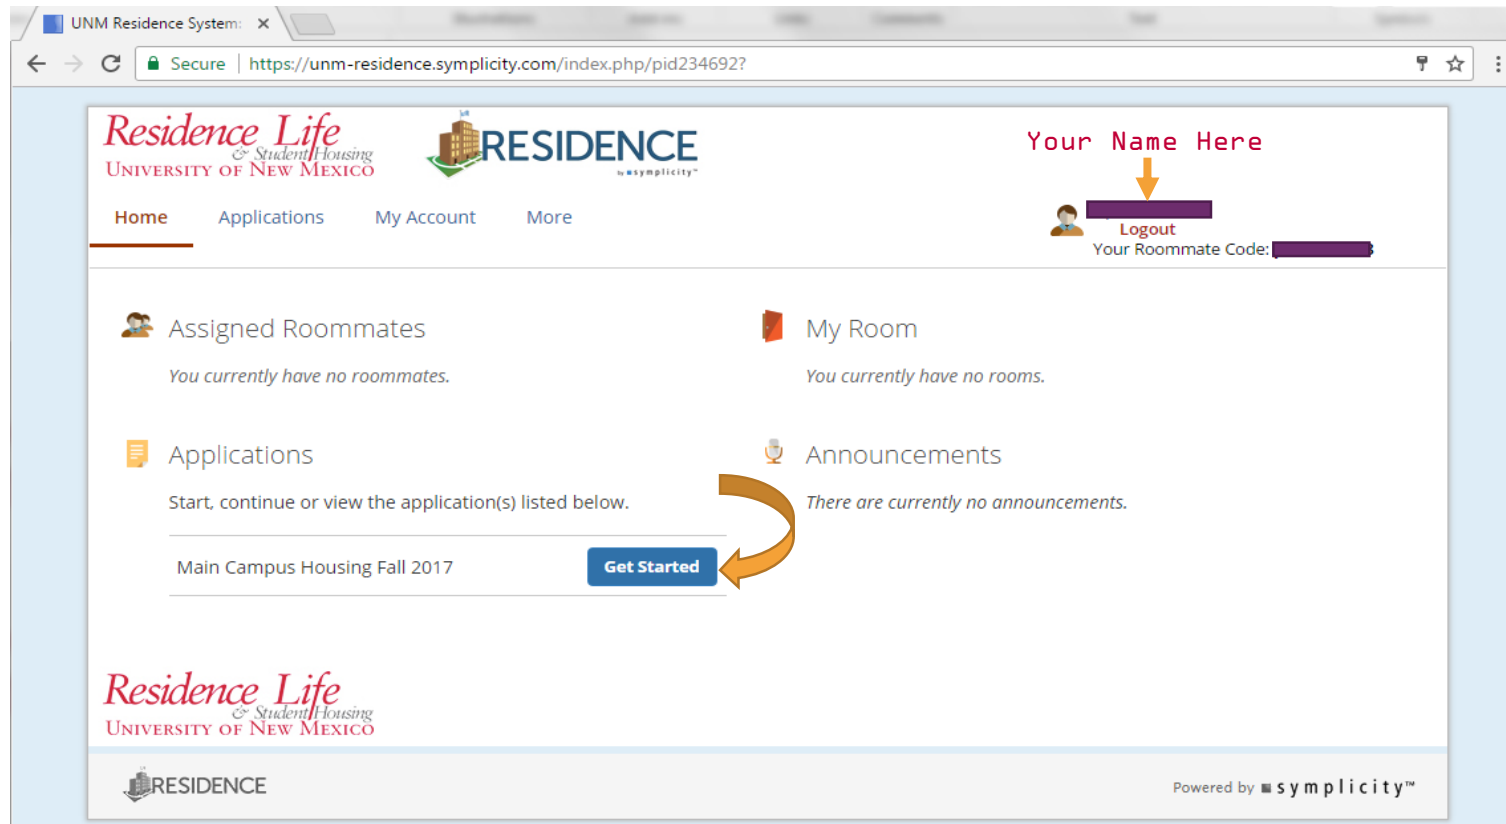 UNM Residence System:
Secure | https://unm-residence.symplicity.com/index.php/pid234692?
Residence Life
& Student Housing
UNIVERSITY OF NEW MEXICO
RESIDENCE
by symplicity™
Your Name Here
Home Applications My Account More
Logout
Your Roommate Code:
Assigned Roommates
You currently have no roommates.
My Room
You currently have no rooms.
Applications
Start, continue or view the application(s) listed below.
Main Campus Housing Fall 2017 Get Started
Announcements
There are currently no announcements.
Residence Life
& Student Housing
UNIVERSITY OF NEW MEXICO
RESIDENCE
Powered by symplicity™